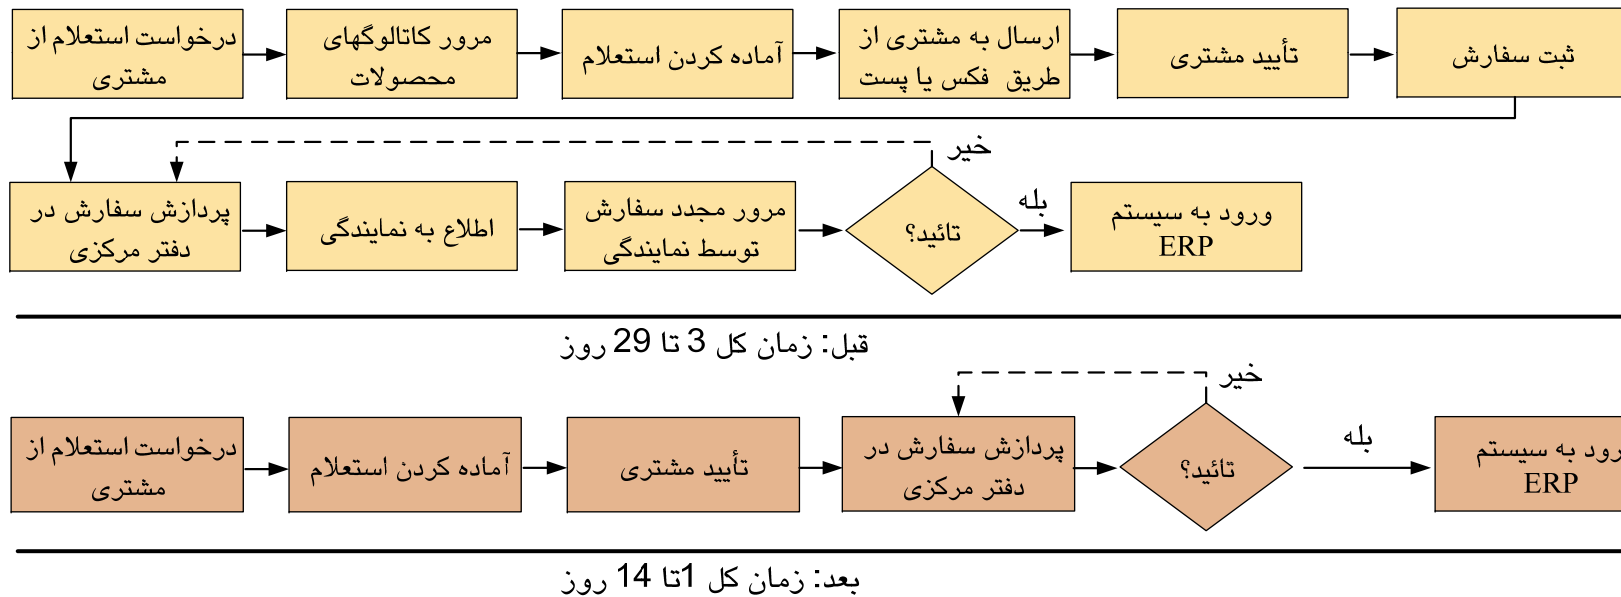 درخواست استعلام از
مشتری
مرور کاتالوگهای
محصولات
آماده کردن استعلام
ارسال به مشتری از
طریق فکس یا پست
تأیید مشتری
ثبت سفارش
خیر
پردازش سفارش در
دفتر مرکزی
اطلاع به نمایندگی
مرور مجدد سفارش
توسط نمایندگی
تائید؟
بله
ورود به سیستم
ERP
قبل: زمان کل 3 تا 29 روز
خیر
درخواست استعلام از
مشتری
آماده کردن استعلام
تأیید مشتری
پردازش سفارش در
دفتر مرکزی
تائید؟
بله
رود به سیستم
ERP
بعد: زمان کل 1تا 14 روز